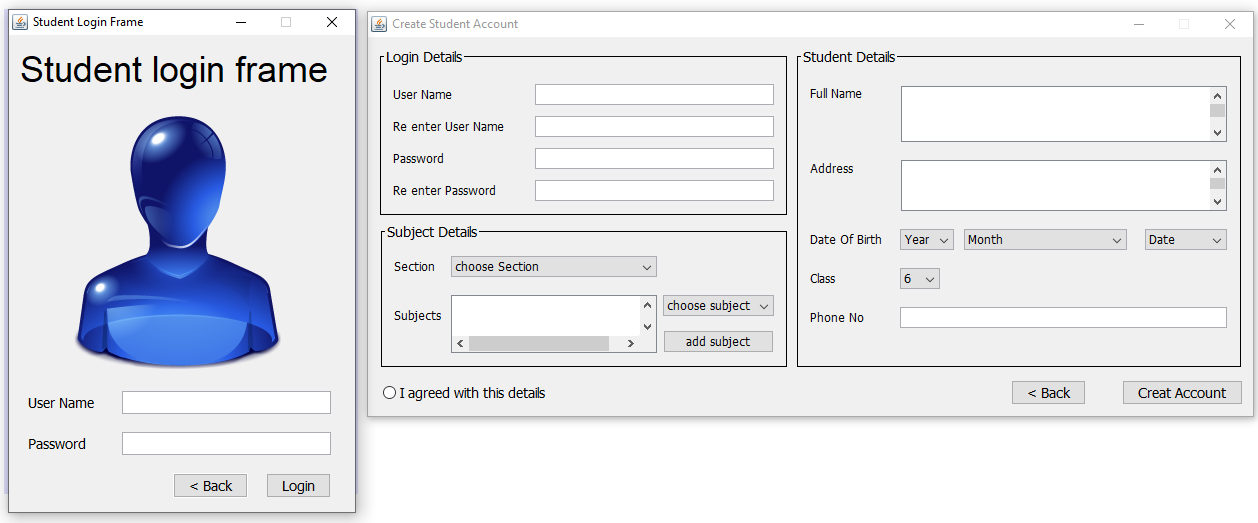 Student Login Frame
Student login frame
User Name
Password
< Back
Login
Create Student Account
Login Details
User Name
Re enter User Name
Password
Re enter Password
Subject Details
Section
choose Section
Subjects
choose subject
add subject
Student Details
Full Name
Address
Date Of Birth
Year
Month
Date
Class
6
Phone No
I agreed with this details
< Back
Creat Account